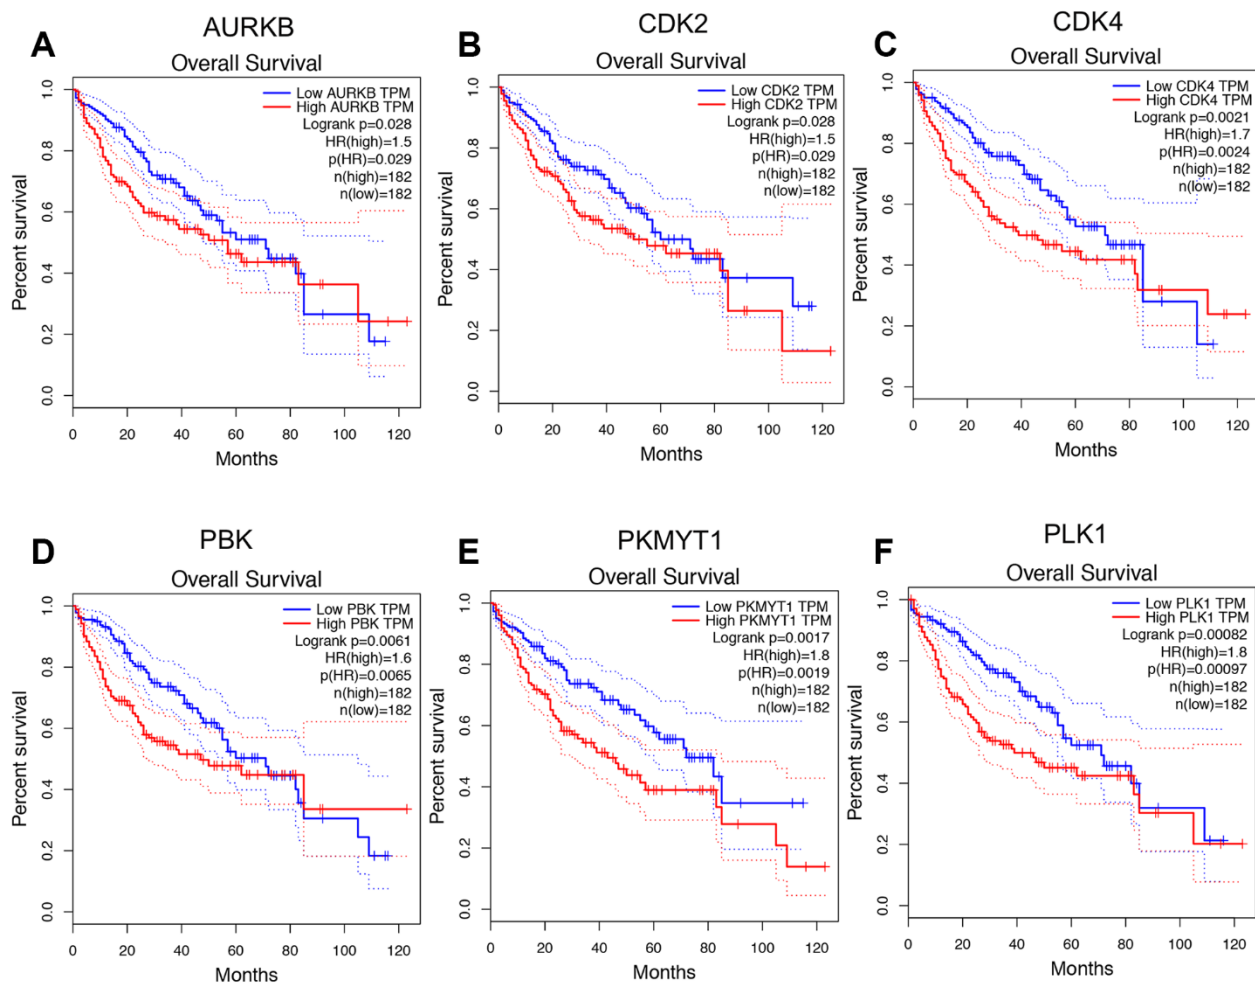 A
AURKB
Overall Survival
Low AURKB TPM
High AURKB TPM
Logrank p=0.028
HR(high)=1.5
p(HR)=0.029
n(high)=182
n(low)=182
Percent survival
1.0
0.8
0.6
0.4
0.2
0.0
0 20 40 60 80 100 120
Months
B
CDK2
Overall Survival
Low CDK2 TPM
High CDK2 TPM
Logrank p=0.028
HR(high)=1.5
p(HR)=0.029
n(high)=182
n(low)=182
Percent survival
1.0
0.8
0.6
0.4
0.2
0.0
0 20 40 60 80 100 120
Months
C
CDK4
Overall Survival
Low CDK4 TPM
High CDK4 TPM
Logrank p=0.0021
HR(high)=1.7
p(HR)=0.0024
n(high)=182
n(low)=182
Percent survival
1.0
0.8
0.6
0.4
0.2
0.0
0 20 40 60 80 100 120
Months
D
PBK
Overall Survival
Low PBK TPM
High PBK TPM
Logrank p=0.0061
HR(high)=1.6
p(HR)=0.0065
n(high)=182
n(low)=182
Percent survival
1.0
0.8
0.6
0.4
0.2
0.0
0 20 40 60 80 100 120
Months
E
PKMYT1
Overall Survival
Low PKMYT1 TPM
High PKMYT1 TPM
Logrank p=0.0017
HR(high)=1.8
p(HR)=0.0019
n(high)=182
n(low)=182
Percent survival
1.0
0.8
0.6
0.4
0.2
0.0
0 20 40 60 80 100 120
Months
F
PLK1
Overall Survival
Low PLK1 TPM
High PLK1 TPM
Logrank p=0.00082
HR(high)=1.8
p(HR)=0.00097
n(high)=182
n(low)=182
Percent survival
1.0
0.8
0.6
0.4
0.2
0.0
0 20 40 60 80 100 120
Months